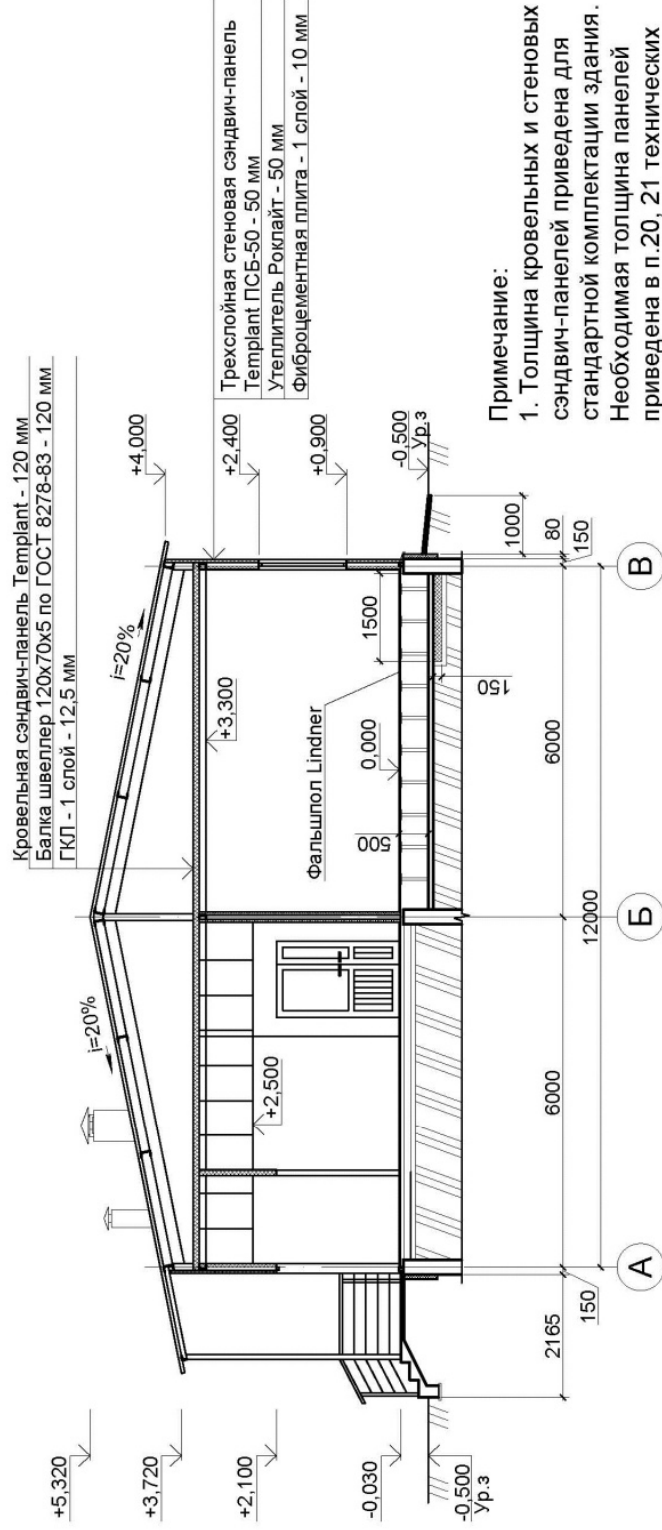 Кровельная сэндвич-панель Templant - 120 мм
Балка швеллер 120х70х5 по ГОСТ 8278-83 - 120 мм
ГКЛ - 1 слой - 12,5 мм
Трехслойная стеновая сэндвич-панель
Templant ПСБ-50 - 50 мм
Утеплитель Роклайт - 50 мм
Фиброцементная плита - 1 слой - 10 мм
+5,320
+3,720
+2,100
-0,030
-0,500
Ур.з
i=20%
i=20%
+4,000
+2,400
+0,900
-0,500
Ур.з
+3,300
+2,500
Фальшпол Lindner
0,000
500
1500
150
1000
80
150
2165
150
6000
6000
12000
А
Б
В
Примечание:
1. Толщина кровельных и стеновых
сэндвич-панелей приведена для
стандартной комплектации здания.
Необходимая толщина панелей
приведена в п.20, 21 технических